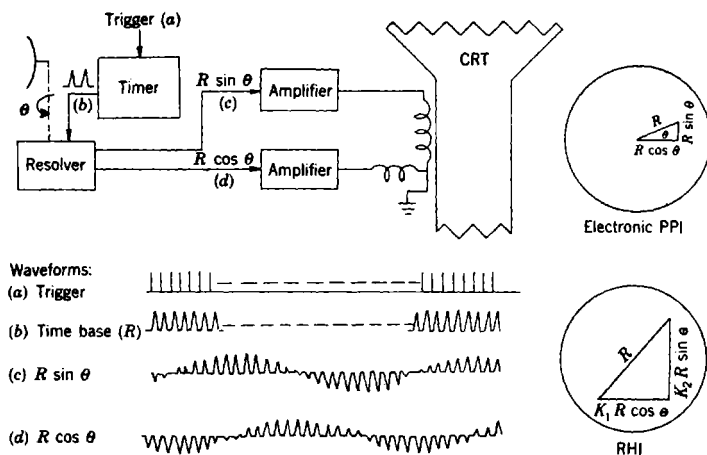 Trigger (a)
Timer
(b)
θ
Resolver
R sin θ
(c)
Amplifier
R cos θ
(d)
Amplifier
CRT
R
θ
R sin θ
R cos θ
Electronic PPI
Waveforms:
(a) Trigger
(b) Time base (R)
(c) R sin θ
(d) R cos θ
R
K₂ R sin θ
K₁ R cos θ
RHI